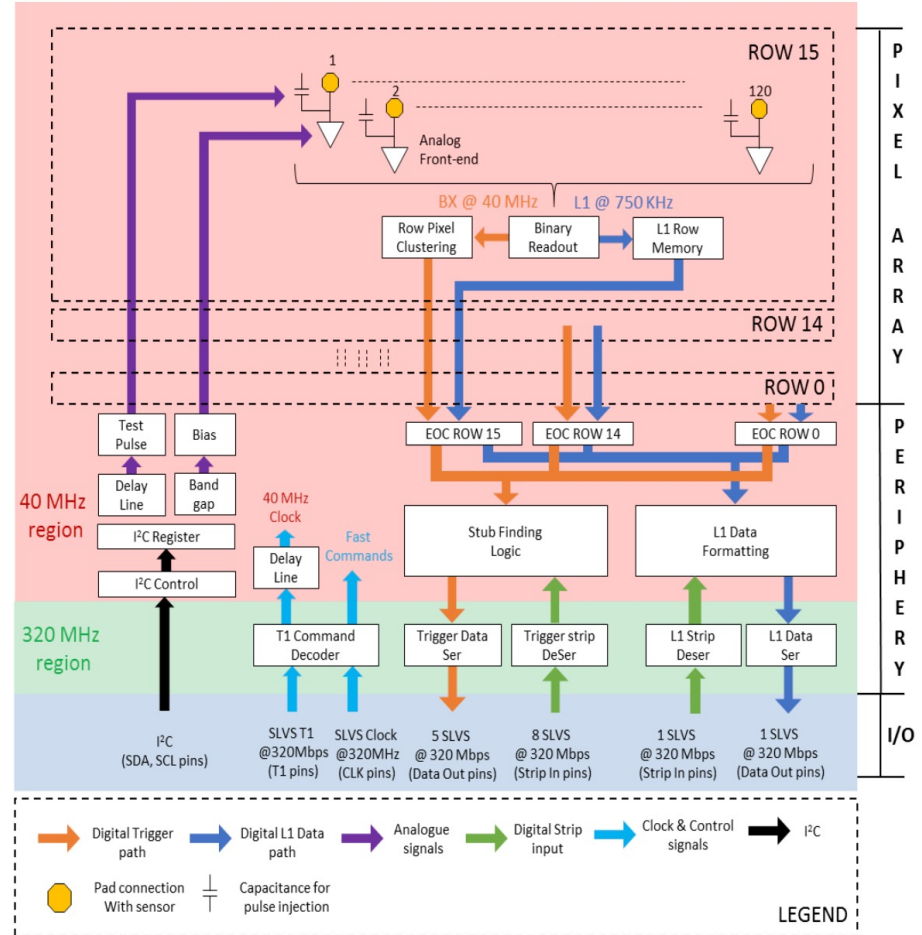 ROW 15
1
2
120
Analog
Front-end
BX @ 40 MHz
L1 @ 750 KHz
Row Pixel
Clustering
Binary
Readout
L1 Row
Memory
ROW 14
ROW 0
PIXEL ARRAY
Test
Pulse
Bias
EOC ROW 15
EOC ROW 14
EOC ROW 0
Delay
Line
Band
gap
40 MHz
region
40 MHz
Clock
Fast
Commands
I²C Register
I²C Control
Delay
Line
Stub Finding
Logic
L1 Data
Formatting
PERIPHERY
320 MHz
region
T1 Command
Decoder
Trigger Data
Ser
Trigger strip
DeSer
L1 Strip
Deser
L1 Data
Ser
I/O
I²C
(SDA, SCL pins)
SLVS T1
@320Mbps
(T1 pins)
SLVS Clock
@320MHz
(CLK pins)
5 SLVS
@ 320 Mbps
(Data Out pins)
8 SLVS
@ 320 Mbps
(Strip In pins)
1 SLVS
@ 320 Mbps
(Strip In pins)
1 SLVS
@ 320 Mbps
(Data Out pins)
Digital Trigger
path
Digital L1 Data
path
Analogue
signals
Digital Strip
input
Clock & Control
signals
I²C
Pad connection
With sensor
Capacitance for
pulse injection
LEGEND